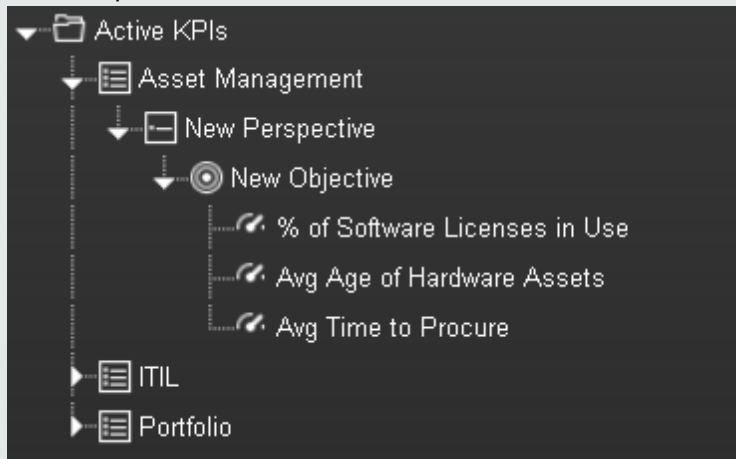 Active KPIs
Asset Management
New Perspective
New Objective
% of Software Licenses in Use
Avg Age of Hardware Assets
Avg Time to Procure
ITIL
Portfolio